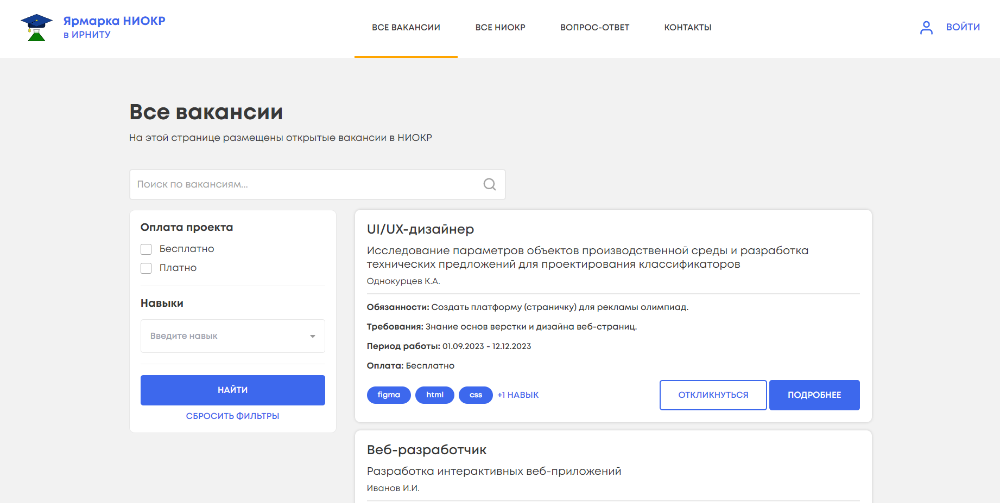 Ярмарка НИОКР
в ИРНИТУ
ВСЕ ВАКАНСИИ
ВСЕ НИОКР
ВОПРОС-ОТВЕТ
КОНТАКТЫ
ВОЙТИ
Все вакансии
На этой странице размещены открытые вакансии в НИОКР
Поиск по вакансиям...
Оплата проекта
Бесплатно
Платно
Навыки
Введите навык
НАЙТИ
СБРОСИТЬ ФИЛЬТРЫ
UI/UX-дизайнер
Исследование параметров объектов производственной среды и разработка
технических предложений для проектирования классификаторов
Однокурцев К.А.
Обязанности: Создать платформу (страничку) для рекламы олимпиад.
Требования: Знание основ верстки и дизайна веб-страниц.
Период работы: 01.09.2023 - 12.12.2023
Оплата: Бесплатно
figma
html
css
+1 НАВЫК
ОТКЛИКНУТЬСЯ
ПОДРОБНЕЕ
Веб-разработчик
Разработка интерактивных веб-приложений
Иванов И.И.